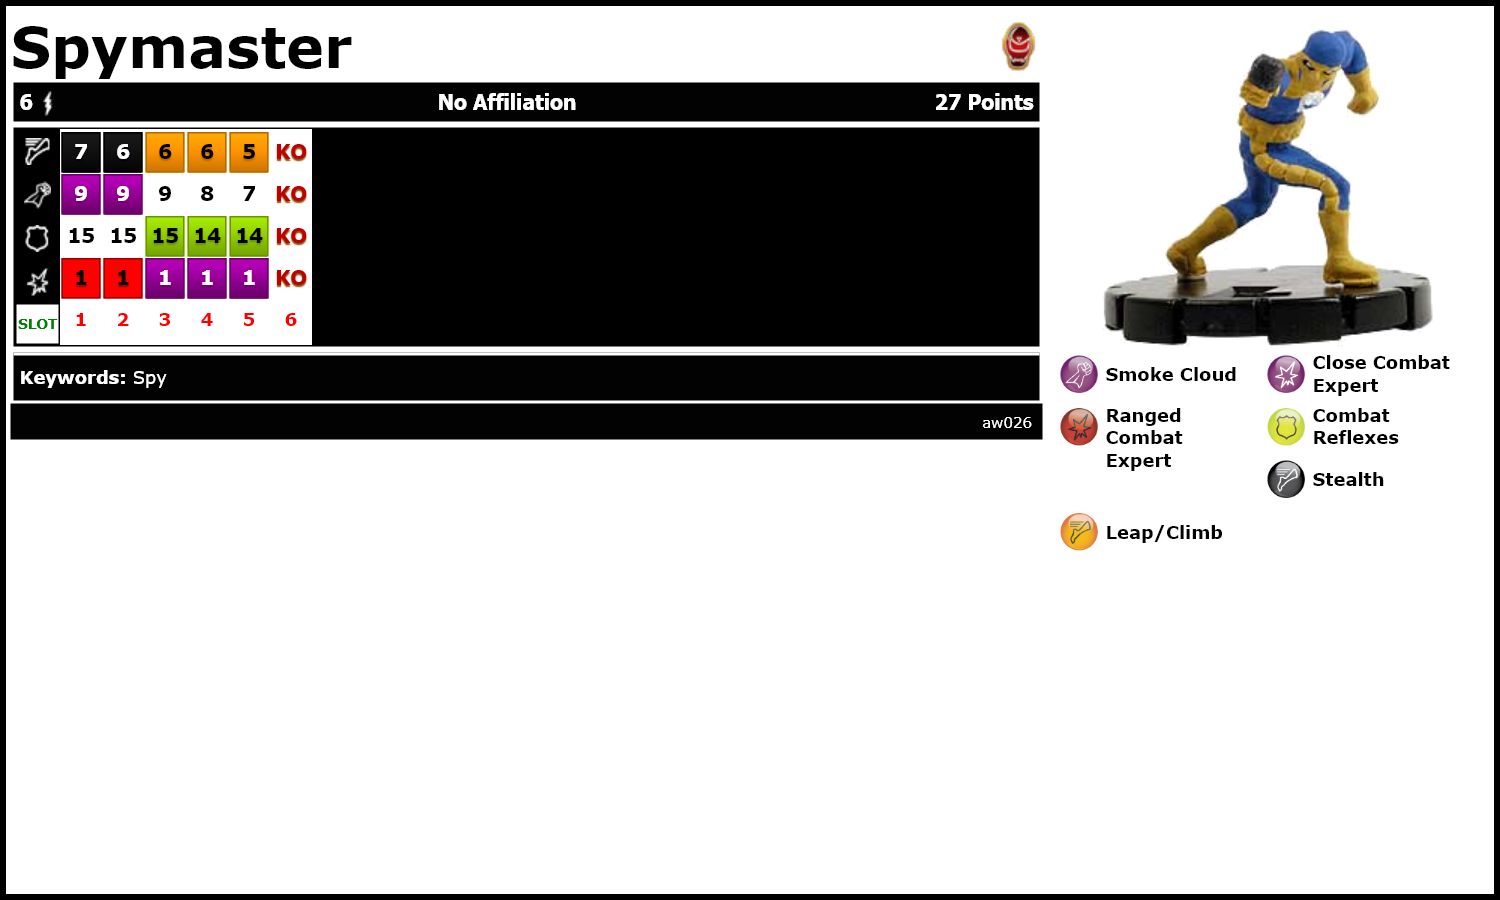 Spymaster
6 No Affiliation 27 Points
7 6 6 6 5 KO
9 9 9 8 7 KO
15 15 15 14 14 KO
1 1 1 1 1 KO
SLOT 1 2 3 4 5 6
Keywords: Spy
aw026
Smoke Cloud
Close Combat
Expert
Ranged
Combat
Expert
Combat
Reflexes
Stealth
Leap/Climb